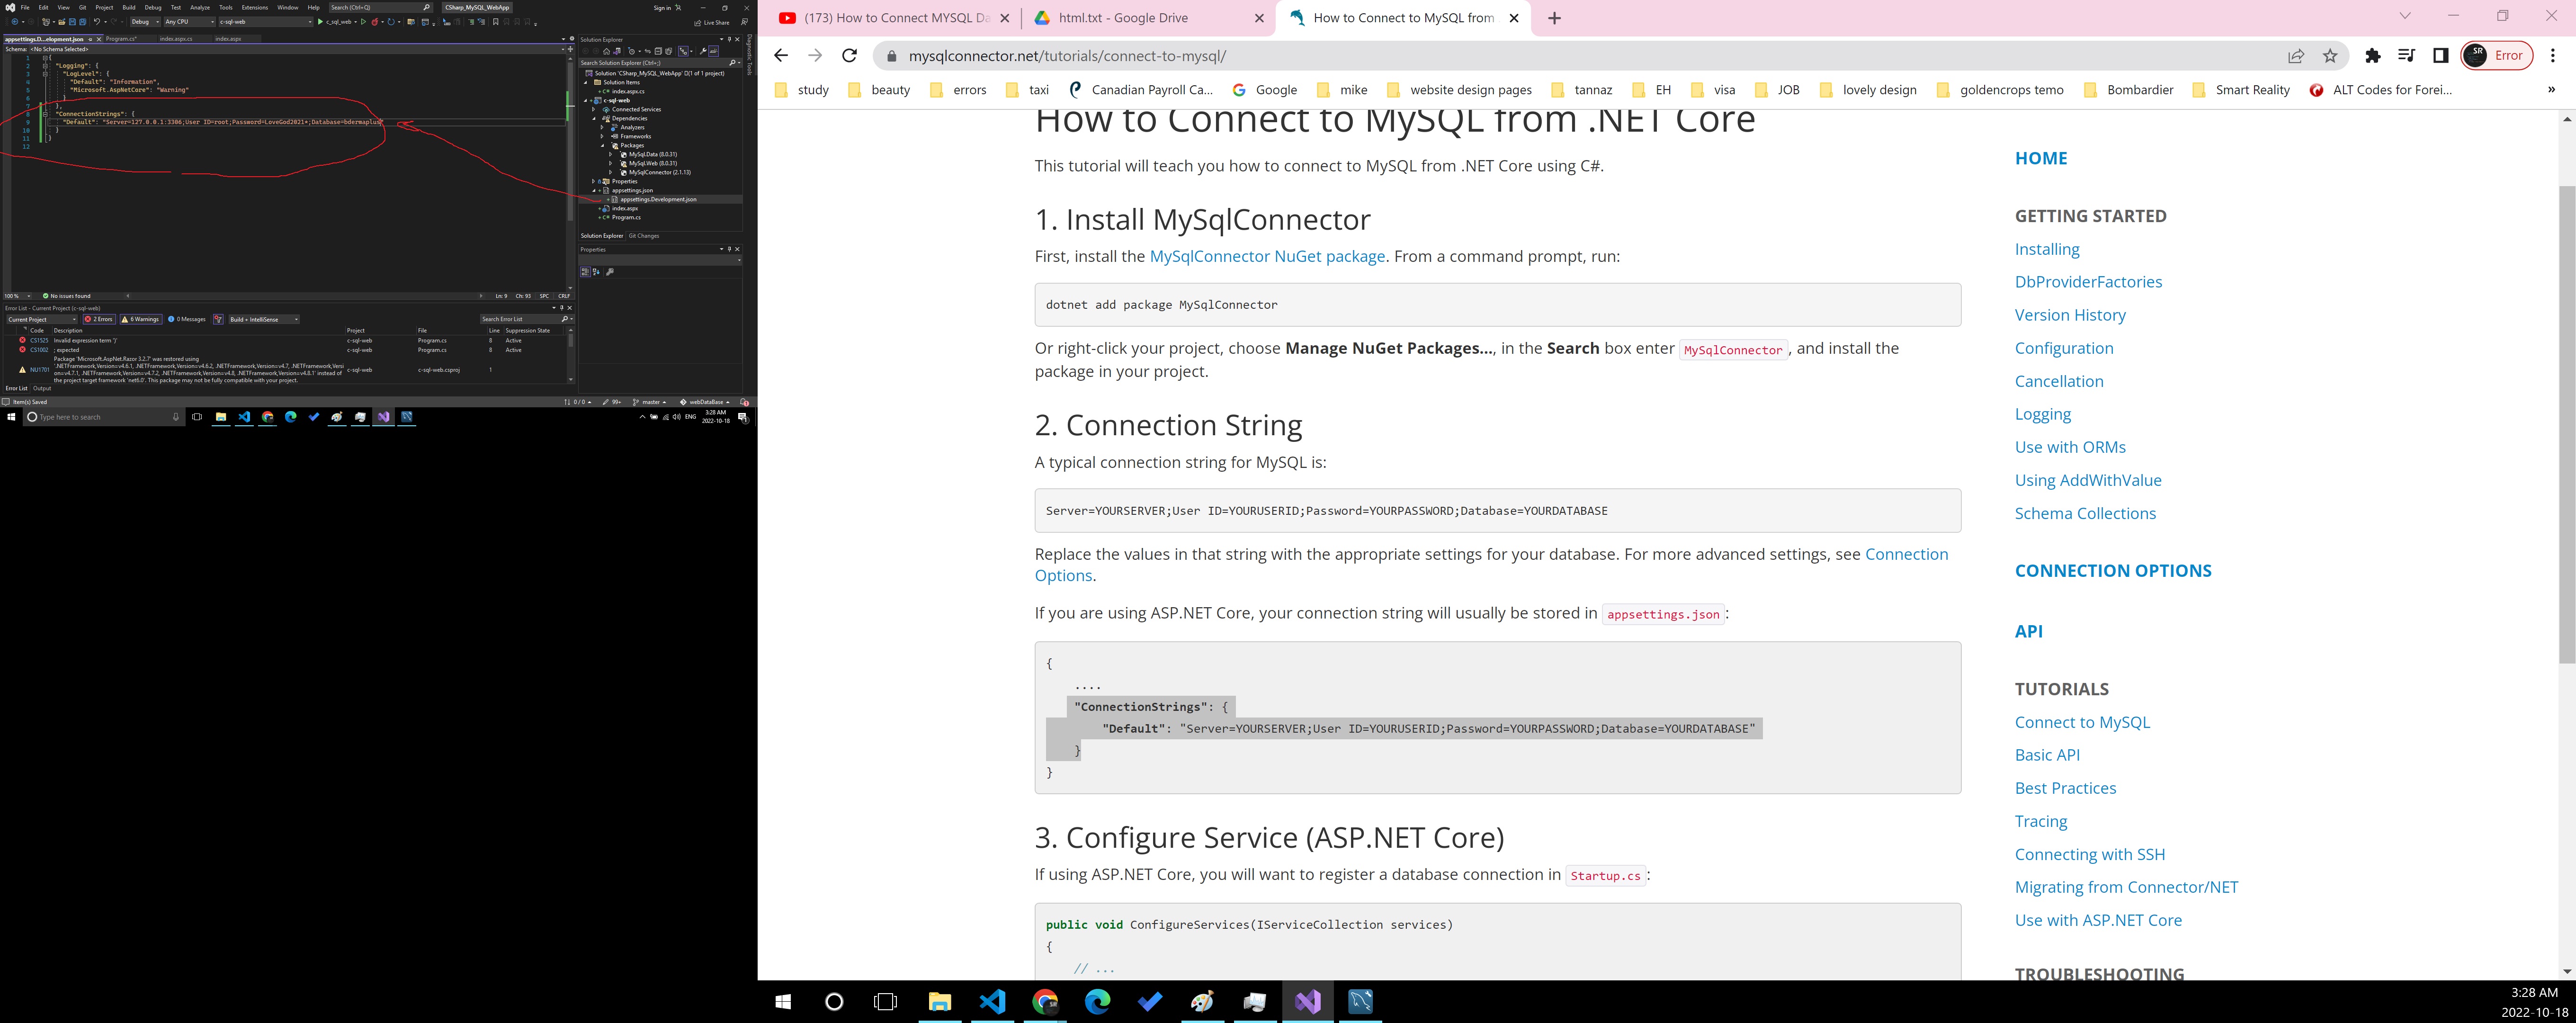 File Edit View Git Project Build Debug Test Analyze Tools Extensions Window Help Search (Ctrl+Q) CSharp_MySQL_WebApp Sign in
Debug Any CPU c-sql-web c_sql_web Live Share
appsettings.D...elopment.json Program.cs* index.aspx.cs index.aspx
Schema: <No Schema Selected>
1 {
2 "Logging": {
3 "LogLevel": {
4 "Default": "Information",
5 "Microsoft.AspNetCore": "Warning"
6 }
7 },
8 "ConnectionStrings": {
9 "Default": "Server=127.0.0.1:3306;User ID=root;Password=LoveGod2021*;Database=bdermaplus"
10 }
11 }
12
100 % No issues found Ln: 9 Ch: 93 SPC CRLF
Solution Explorer
Search Solution Explorer (Ctrl+;)
Solution 'CSharp_MySQL_WebApp' (1 of 1 project)
Solution Items
index.aspx.cs
c-sql-web
Connected Services
Dependencies
Analyzers
Frameworks
Packages
MySql.Data (8.0.31)
MySql.Web (8.0.31)
MySqlConnector (2.1.13)
Properties
appsettings.json
appsettings.Development.json
index.aspx
Program.cs
Solution Explorer Git Changes
Properties
Diagnostic Tools
Error List - Current Project (c-sql-web)
Current Project 2 Errors 6 Warnings 0 Messages Build + IntelliSense Search Error List
Code Description Project File Line Suppression State
CS1525 Invalid expression term '}' c-sql-web Program.cs 8 Active
CS1002 ; expected c-sql-web Program.cs 8 Active
Package 'Microsoft.AspNet.Razor 3.2.7' was restored using
'.NETFramework,Version=v4.6.1, .NETFramework,Version=v4.6.2, .NETFramework,Version=v4.7, .NETFramework,Versi
NU1701 on=v4.7.1, .NETFramework,Version=v4.7.2, .NETFramework,Version=v4.8, .NETFramework,Version=v4.8.1' instead of c-sql-web c-sql-web.csproj 1
the project target framework 'net6.0'. This package may not be fully compatible with your project.
Error List Output
Item(s) Saved 0 / 0 99+ master webDataBase
Type here to search ENG 3:28 AM
2022-10-18
(173) How to Connect MYSQL Da html.txt - Google Drive How to Connect to MySQL from
mysqlconnector.net/tutorials/connect-to-mysql/ SR Error
study beauty errors taxi Canadian Payroll Ca... Google mike website design pages tannaz EH visa JOB lovely design goldencrops temo Bombardier Smart Reality ALT Codes for Forei... »
How to Connect to MySQL from .NET Core
This tutorial will teach you how to connect to MySQL from .NET Core using C#.
1. Install MySqlConnector
First, install the MySqlConnector NuGet package. From a command prompt, run:
dotnet add package MySqlConnector
Or right-click your project, choose Manage NuGet Packages…, in the Search box enter MySqlConnector, and install the
package in your project.
2. Connection String
A typical connection string for MySQL is:
Server=YOURSERVER;User ID=YOURUSERID;Password=YOURPASSWORD;Database=YOURDATABASE
Replace the values in that string with the appropriate settings for your database. For more advanced settings, see Connection
Options.
If you are using ASP.NET Core, your connection string will usually be stored in appsettings.json:
{
....
"ConnectionStrings": {
"Default": "Server=YOURSERVER;User ID=YOURUSERID;Password=YOURPASSWORD;Database=YOURDATABASE"
}
}
3. Configure Service (ASP.NET Core)
If using ASP.NET Core, you will want to register a database connection in Startup.cs:
public void ConfigureServices(IServiceCollection services)
{
// ...
HOME
GETTING STARTED
Installing
DbProviderFactories
Version History
Configuration
Cancellation
Logging
Use with ORMs
Using AddWithValue
Schema Collections
CONNECTION OPTIONS
API
TUTORIALS
Connect to MySQL
Basic API
Best Practices
Tracing
Connecting with SSH
Migrating from Connector/NET
Use with ASP.NET Core
TROUBLESHOOTING
3:28 AM
2022-10-18